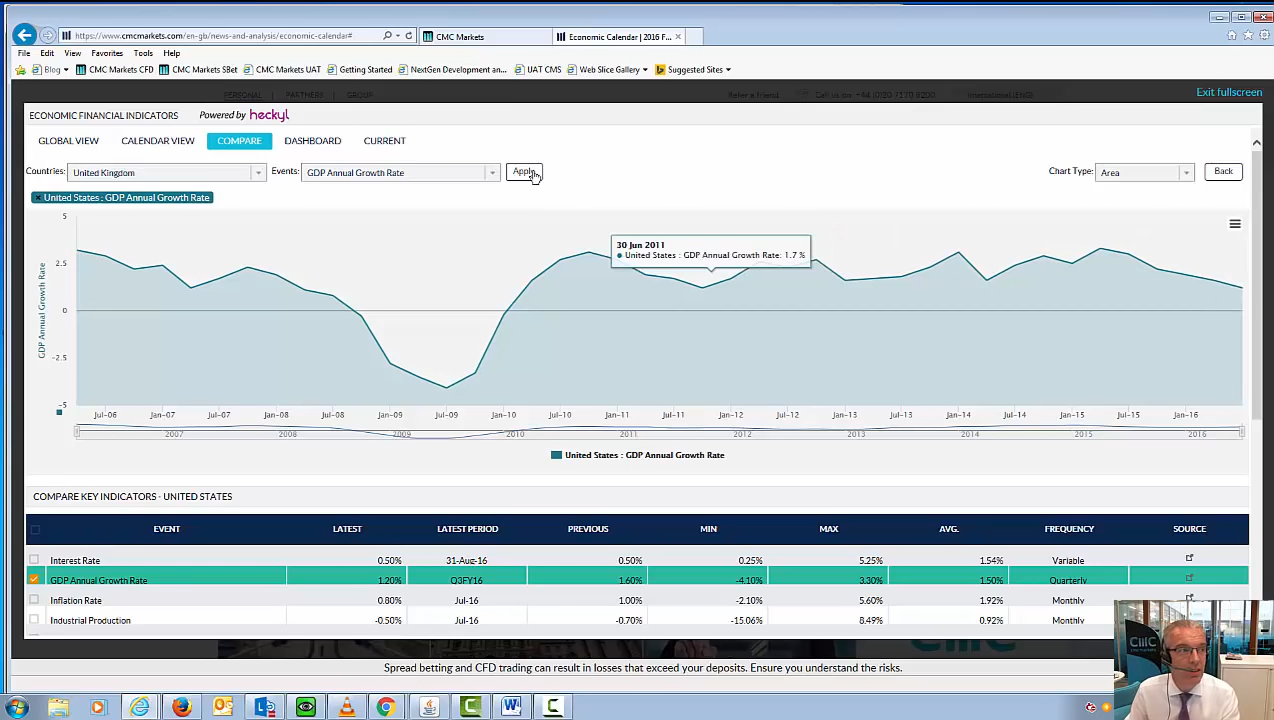 https://www.cmcmarkets.com/en-gb/news-and-analysis/economic-calendar#
CMC Markets
Economic Calendar | 2016 F...
File Edit View Favorites Tools Help
Blog CMC Markets CFD CMC Markets SBet CMC Markets UAT Getting Started NextGen Development an... UAT CMS Web Slice Gallery Suggested Sites
PERSONAL | PARTNERS | GROUP
Refer a friend
Exit fullscreen
ECONOMIC FINANCIAL INDICATORS Powered by heckyl
GLOBAL VIEW CALENDAR VIEW COMPARE DASHBOARD CURRENT
Countries: United Kingdom Events: GDP Annual Growth Rate Apply Chart Type: Area Back
× United States : GDP Annual Growth Rate
GDP Annual Growth Rate
5
2.5
0
-2.5
-5
30 Jun 2011
● United States : GDP Annual Growth Rate: 1.7 %
Jul-06 Jan-07 Jul-07 Jan-08 Jul-08 Jan-09 Jul-09 Jan-10 Jul-10 Jan-11 Jul-11 Jan-12 Jul-12 Jan-13 Jul-13 Jan-14 Jul-14 Jan-15 Jul-15 Jan-16
2007 2008 2009 2010 2011 2012 2013 2014 2015 2016
United States : GDP Annual Growth Rate
COMPARE KEY INDICATORS - UNITED STATES
EVENT LATEST LATEST PERIOD PREVIOUS MIN MAX AVG. FREQUENCY SOURCE
Interest Rate 0.50% 31-Aug-16 0.50% 0.25% 5.25% 1.54% Variable
GDP Annual Growth Rate 1.20% Q3FY16 1.60% -4.10% 3.30% 1.50% Quarterly
Inflation Rate 0.80% Jul-16 1.00% -2.10% 5.60% 1.92% Monthly
Industrial Production -0.50% Jul-16 -0.70% -15.06% 8.49% 0.92% Monthly
Spread betting and CFD trading can result in losses that exceed your deposits. Ensure you understand the risks.